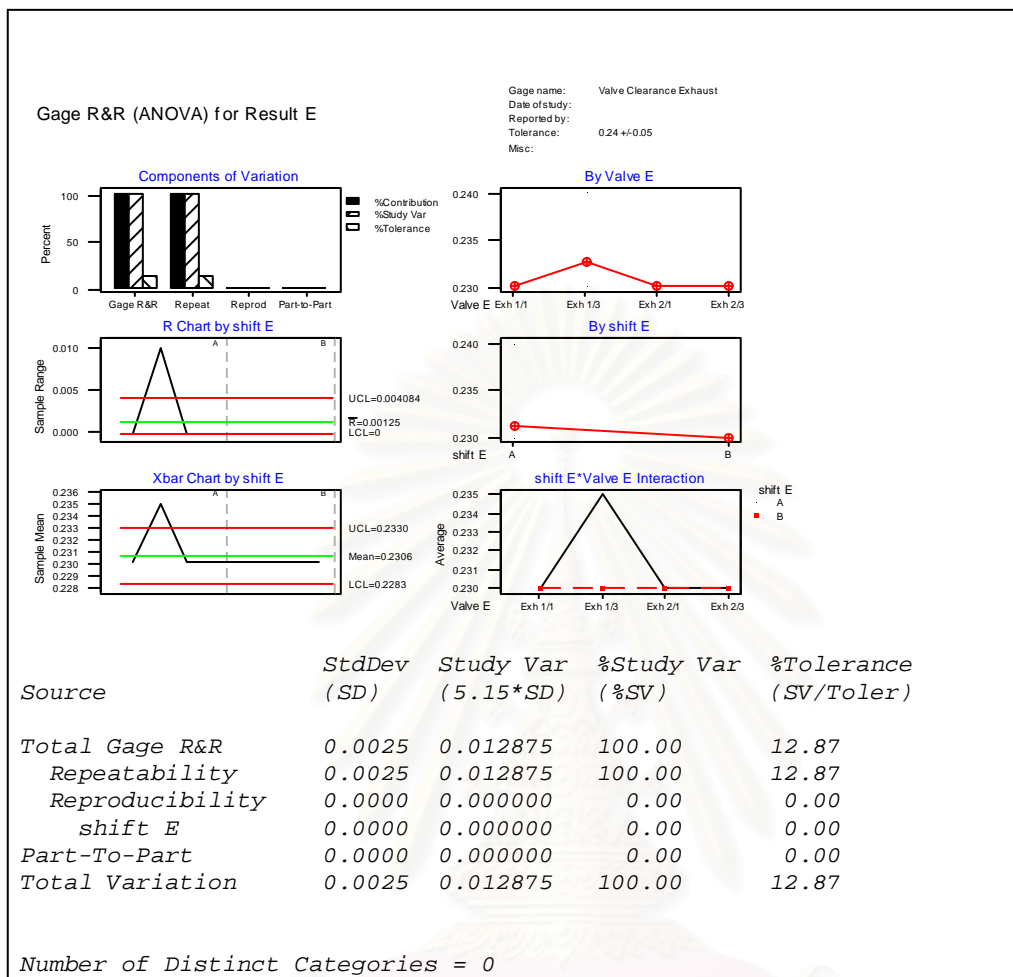 Gage R&R (ANOVA) for Result E
Gage name: Valve Clearance Exhaust
Date of study:
Reported by:
Tolerance: 0.24 +/-0.05
Misc:
Components of Variation
Percent
100
50
0
Gage R&R Repeat Reprod Part-to-Part
%Contribution
%Study Var
%Tolerance
By Valve E
0.240
0.235
0.230
Valve E Exh 1/1 Exh 1/3 Exh 2/1 Exh 2/3
R Chart by shift E
Sample Range
0.010
0.005
0.000
A B
UCL=0.004084
R=0.00125
LCL=0
By shift E
0.240
0.235
0.230
shift E A B
Xbar Chart by shift E
Sample Mean
0.236
0.235
0.234
0.233
0.232
0.231
0.230
0.229
0.228
A B
UCL=0.2330
Mean=0.2306
LCL=0.2283
shift E*Valve E Interaction
Average
0.235
0.234
0.233
0.232
0.231
0.230
Valve E Exh 1/1 Exh 1/3 Exh 2/1 Exh 2/3
shift E
A
B
StdDev Study Var %Study Var %Tolerance
Source (SD) (5.15*SD) (%SV) (SV/Toler)
Total Gage R&R 0.0025 0.012875 100.00 12.87
Repeatability 0.0025 0.012875 100.00 12.87
Reproducibility 0.0000 0.000000 0.00 0.00
shift E 0.0000 0.000000 0.00 0.00
Part-To-Part 0.0000 0.000000 0.00 0.00
Total Variation 0.0025 0.012875 100.00 12.87
Number of Distinct Categories = 0